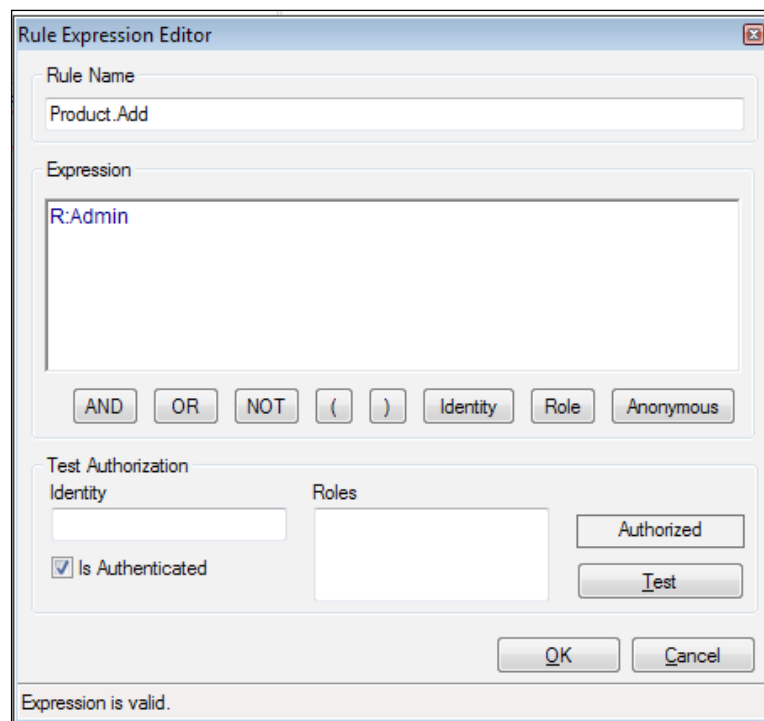 Rule Expression Editor
Rule Name
Product.Add
Expression
R:Admin
AND OR NOT ( ) Identity Role Anonymous
Test Authorization
Identity Roles
Authorized
Is Authenticated
Test
OK Cancel
Expression is valid.